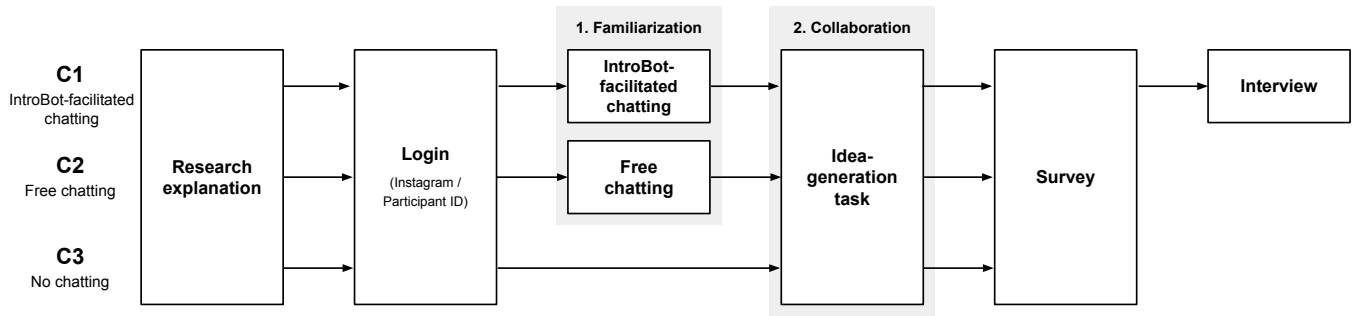 1. Familiarization
2. Collaboration
C1
IntroBot-facilitated
chatting
C2
Free chatting
C3
No chatting
Research
explanation
Login
(Instagram /
Participant ID)
IntroBot-
facilitated
chatting
Free
chatting
Idea-
generation
task
Survey
Interview